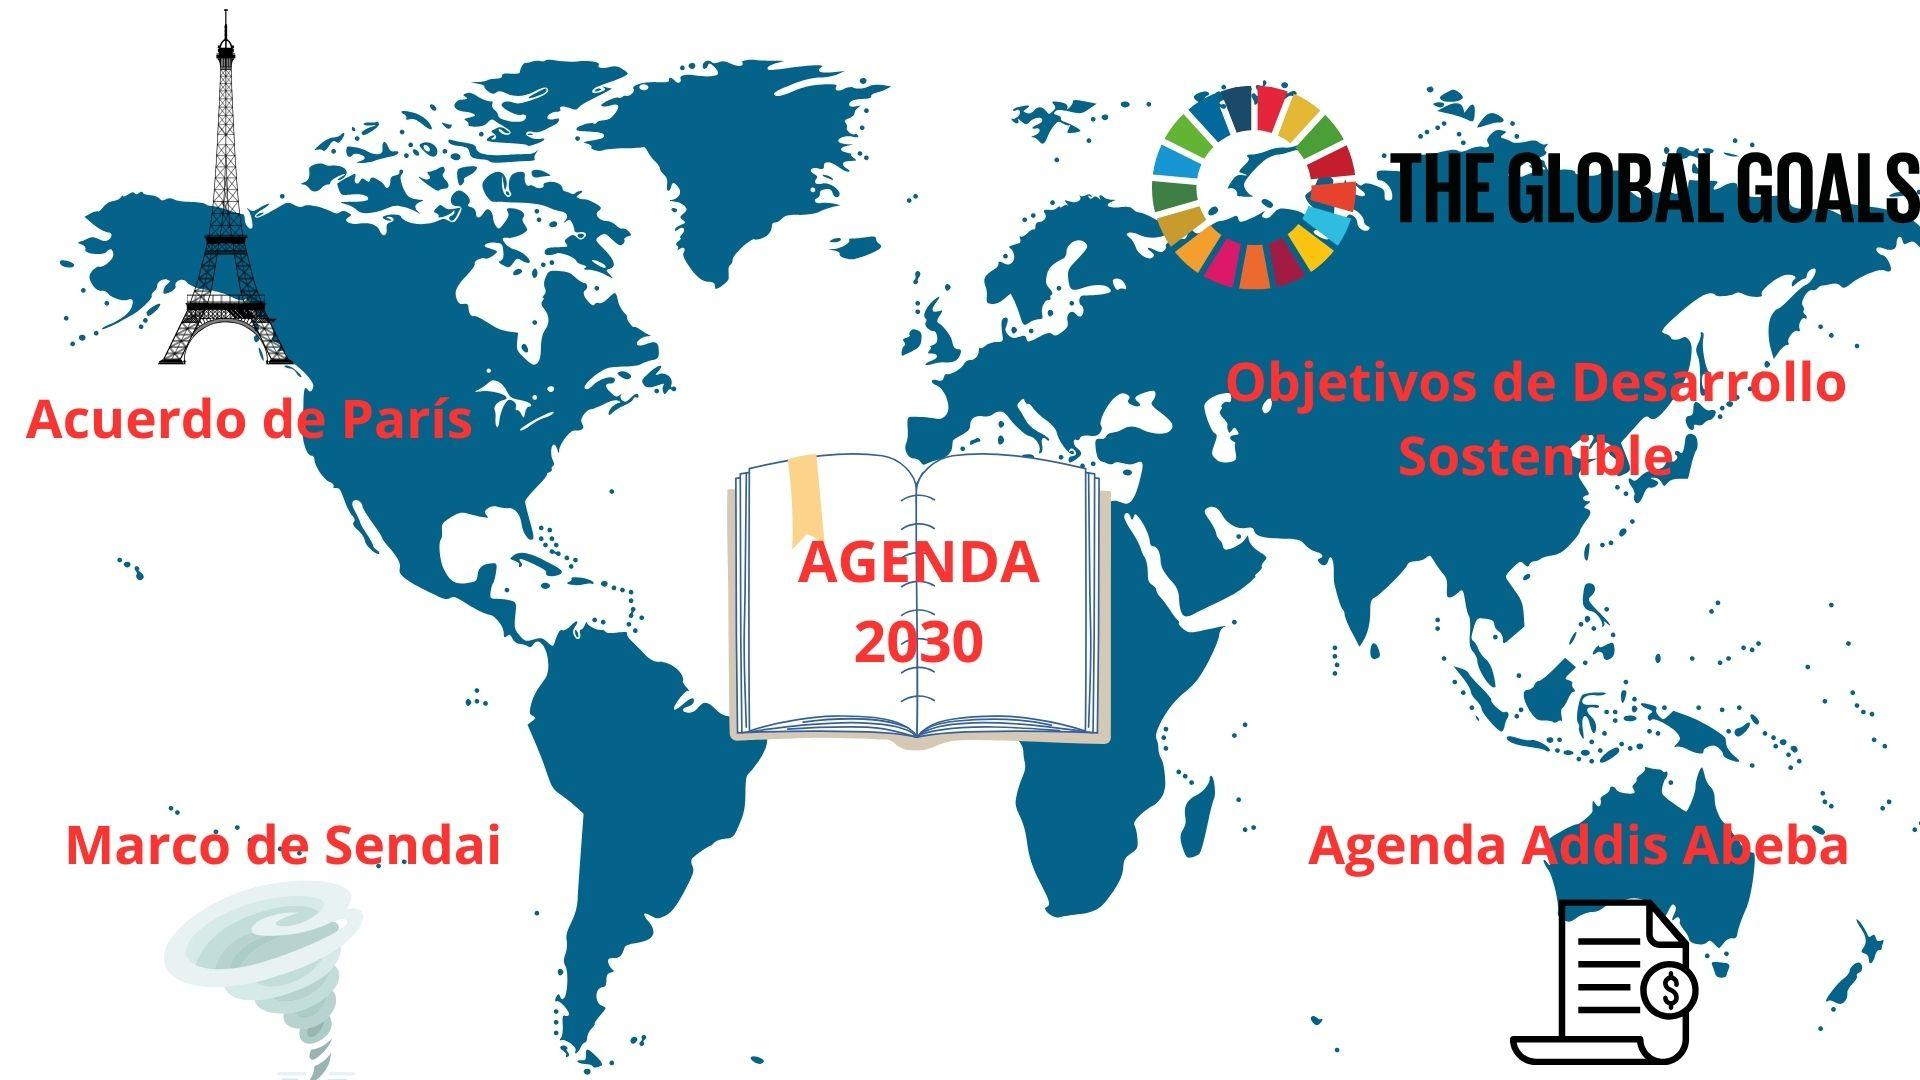 THE GLOBAL GOALS
Acuerdo de París
Objetivos de Desarrollo
Sostenible
AGENDA
2030
Marco de Sendai
Agenda Addis Abeba
$